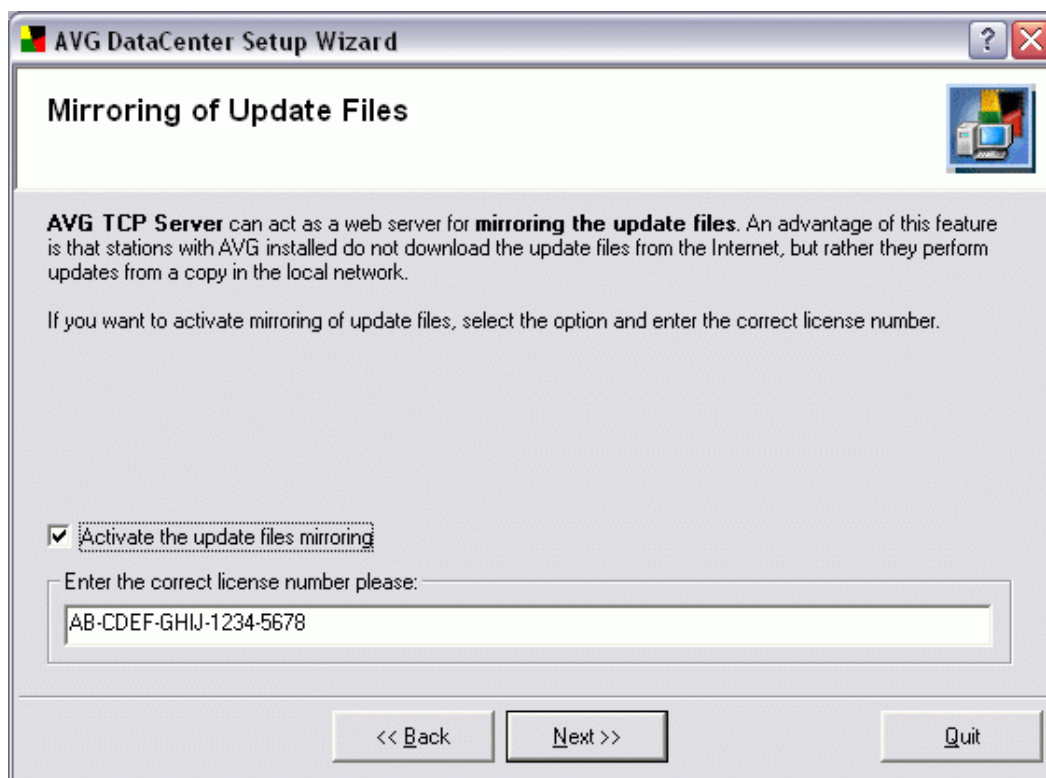 AVG DataCenter Setup Wizard
Mirroring of Update Files
AVG TCP Server can act as a web server for mirroring the update files. An advantage of this feature
is that stations with AVG installed do not download the update files from the Internet, but rather they perform
updates from a copy in the local network.
If you want to activate mirroring of update files, select the option and enter the correct license number.
Activate the update files mirroring
Enter the correct license number please:
AB-CDEF-GHIJ-1234-5678
<< Back
Next >>
Quit